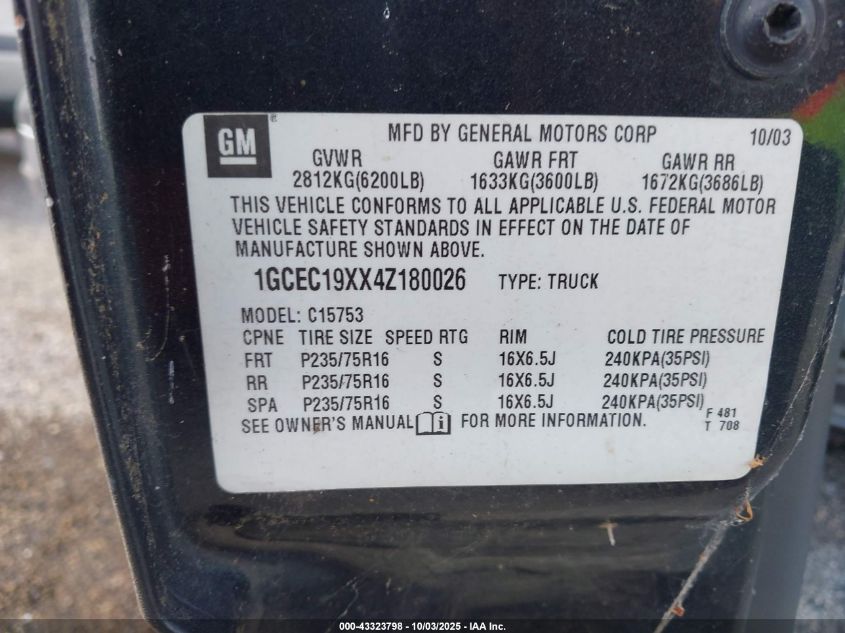 GM ®
MFD BY GENERAL MOTORS CORP 10/03
GVWR GAWR FRT GAWR RR
2812KG(6200LB) 1633KG(3600LB) 1672KG(3686LB)
THIS VEHICLE CONFORMS TO ALL APPLICABLE U.S. FEDERAL MOTOR
VEHICLE SAFETY STANDARDS IN EFFECT ON THE DATE OF
MANUFACTURE SHOWN ABOVE.
1GCEC19XX4Z180026 TYPE: TRUCK
MODEL: C15753
CPNE TIRE SIZE SPEED RTG RIM COLD TIRE PRESSURE
FRT P235/75R16 S 16X6.5J 240KPA(35PSI)
RR P235/75R16 S 16X6.5J 240KPA(35PSI)
SPA P235/75R16 S 16X6.5J 240KPA(35PSI)
SEE OWNER'S MANUAL i FOR MORE INFORMATION.
F 481
T 708
000-43323798 - 10/03/2025 - IAA Inc.